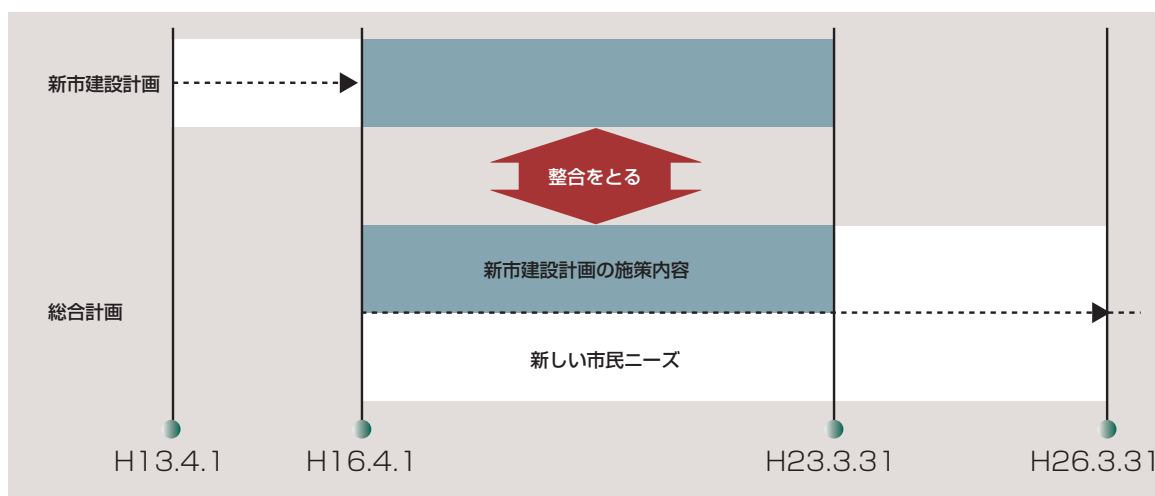 新市建設計画
整合をとる
新市建設計画の施策内容
総合計画
新しい市民ニーズ
H13.4.1
H16.4.1
H23.3.31
H26.3.31